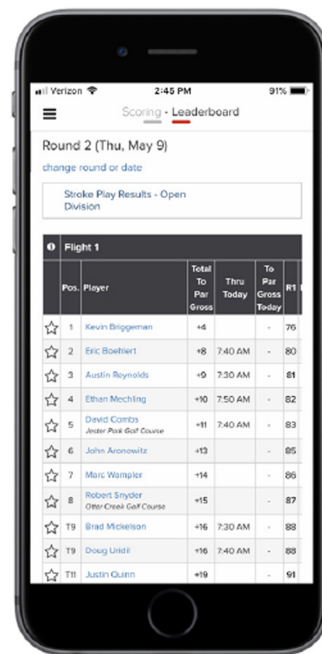 Verizon 2:45 PM 91%
Scoring - Leaderboard
Round 2 (Thu, May 9)
change round or date
Stroke Play Results - Open
Division
Flight 1
Pos. Player Total To Par Gross Thru Today To Par Gross Today R1
1 Kevin Briggeman +4 - 76
2 Eric Boehlert +8 7:40 AM - 80
3 Austin Reynolds +9 7:30 AM - 81
4 Ethan Mechling +10 7:50 AM - 82
5 David Combs +11 7:40 AM - 83
Jester Park Golf Course
6 John Aronowitz +13 - 85
7 Marc Wampler +14 - 86
8 Robert Snyder +15 - 87
Otter Creek Golf Course
T9 Brad Mickelson +16 7:30 AM - 88
T9 Doug Uridil +16 7:40 AM - 88
T11 Justin Quinn +19 - 91